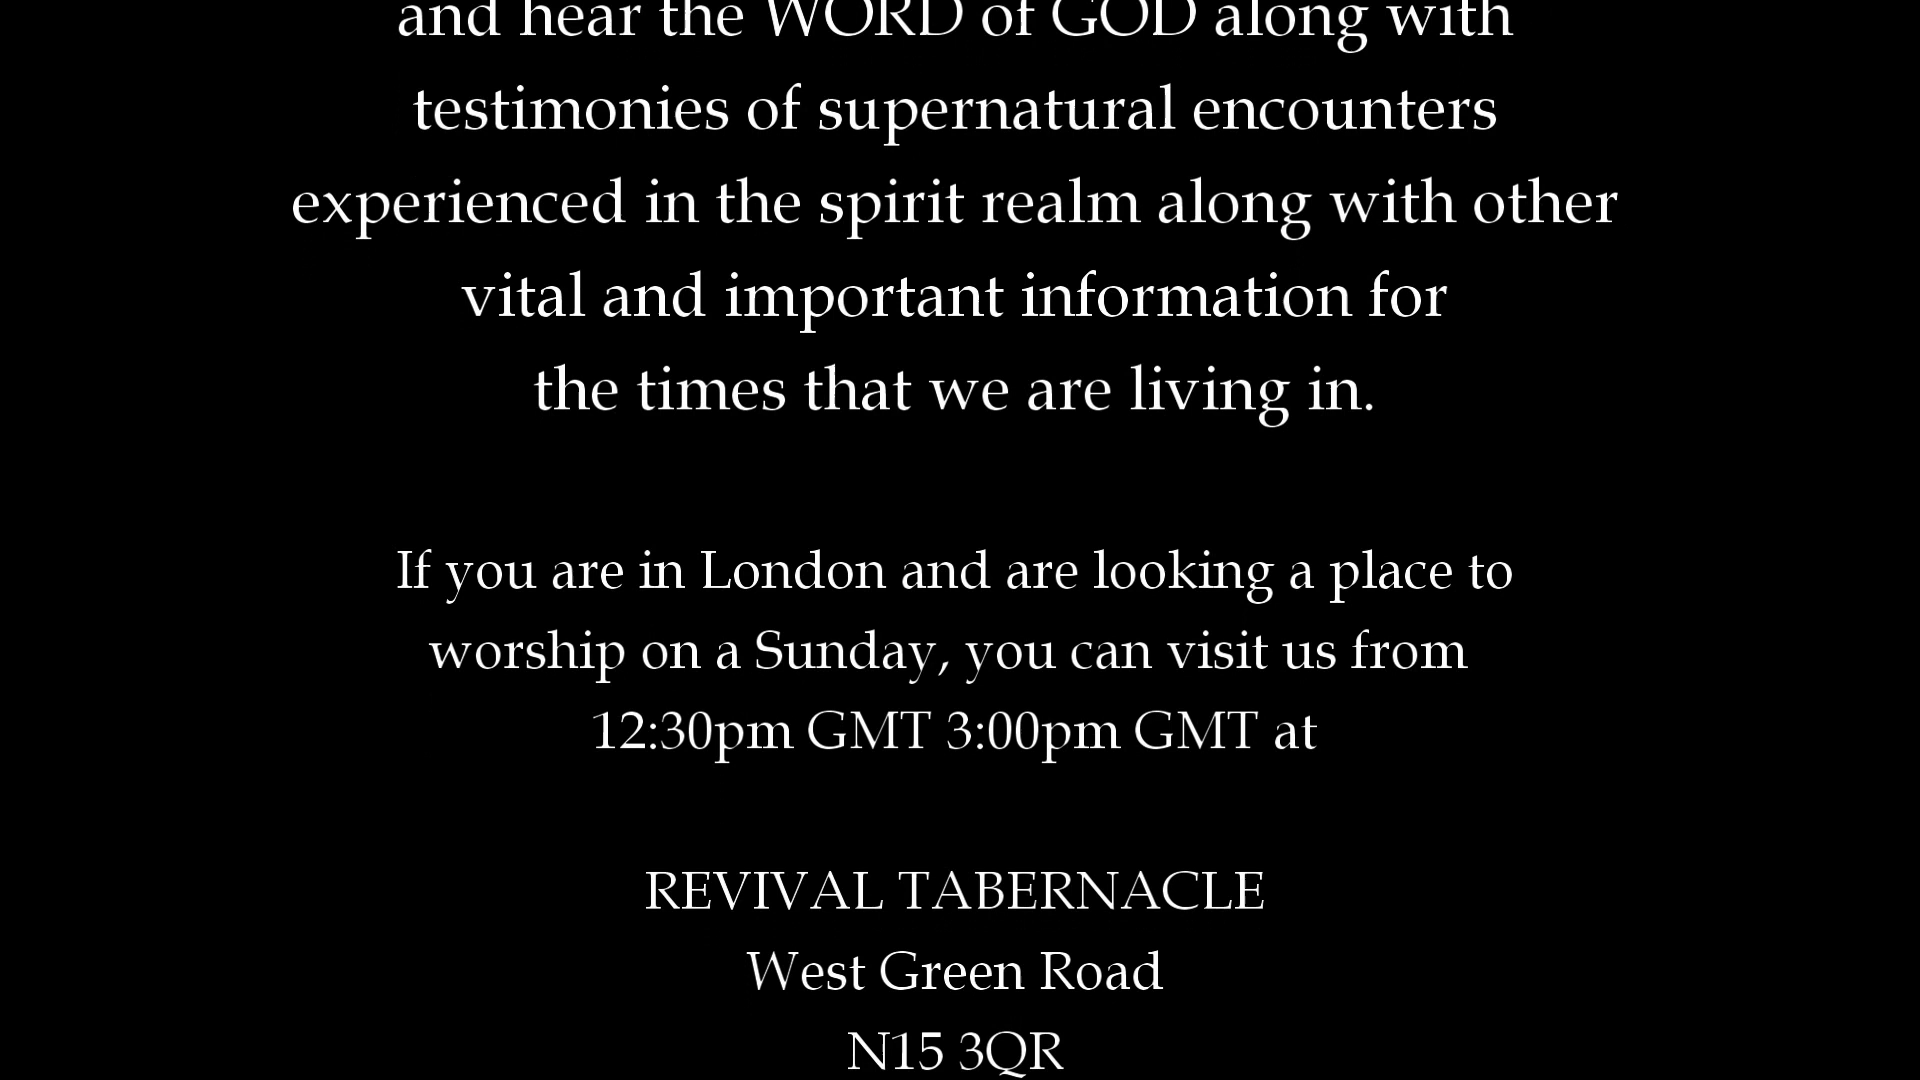 and hear the WORD of GOD along with
testimonies of supernatural encounters
experienced in the spirit realm along with other
vital and important information for
the times that we are living in.
If you are in London and are looking a place to
worship on a Sunday, you can visit us from
12:30pm GMT 3:00pm GMT at
REVIVAL TABERNACLE
West Green Road
N15 3QR